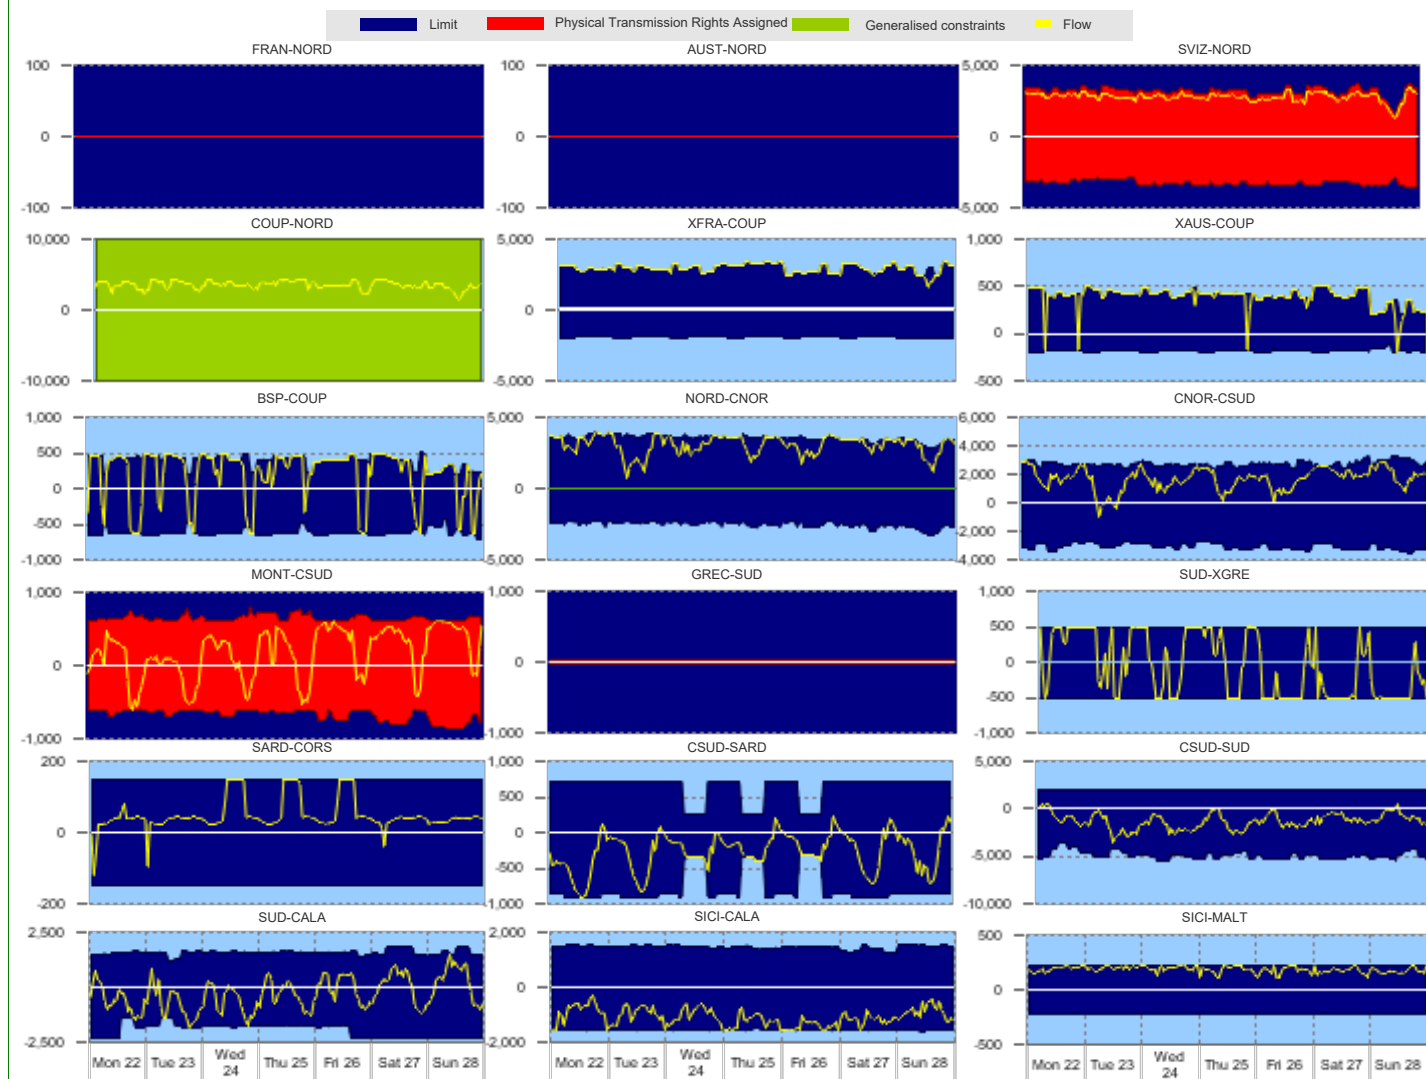 Limit Physical Transmission Rights Assigned Generalised constraints Flow
FRAN-NORD AUST-NORD SVIZ-NORD
100 100 5,000
0 0 0
-100 -100 -5,000
COUP-NORD XFRA-COUP XAUS-COUP
10,000 5,000 1,000
500
0 0 0
-10,000 -5,000 -500
BSP-COUP NORD-CNOR CNOR-CSUD
1,000 5,000 6,000
500 4,000
2,000
0 0 0
-500 -2,000
-1,000 -5,000 -4,000
MONT-CSUD GREC-SUD SUD-XGRE
1,000 1,000 1,000
500
0 0 0
-500
-1,000 -1,000 -1,000
SARD-CORS CSUD-SARD CSUD-SUD
200 1,000 5,000
500
0 0 0
-500 -5,000
-200 -1,000 -10,000
SUD-CALA SICI-CALA SICI-MALT
2,500 2,000 500
0 0 0
-2,500 -2,000 -500
Mon 22 Tue 23 Wed 24 Thu 25 Fri 26 Sat 27 Sun 28 Mon 22 Tue 23 Wed 24 Thu 25 Fri 26 Sat 27 Sun 28 Mon 22 Tue 23 Wed 24 Thu 25 Fri 26 Sat 27 Sun 28